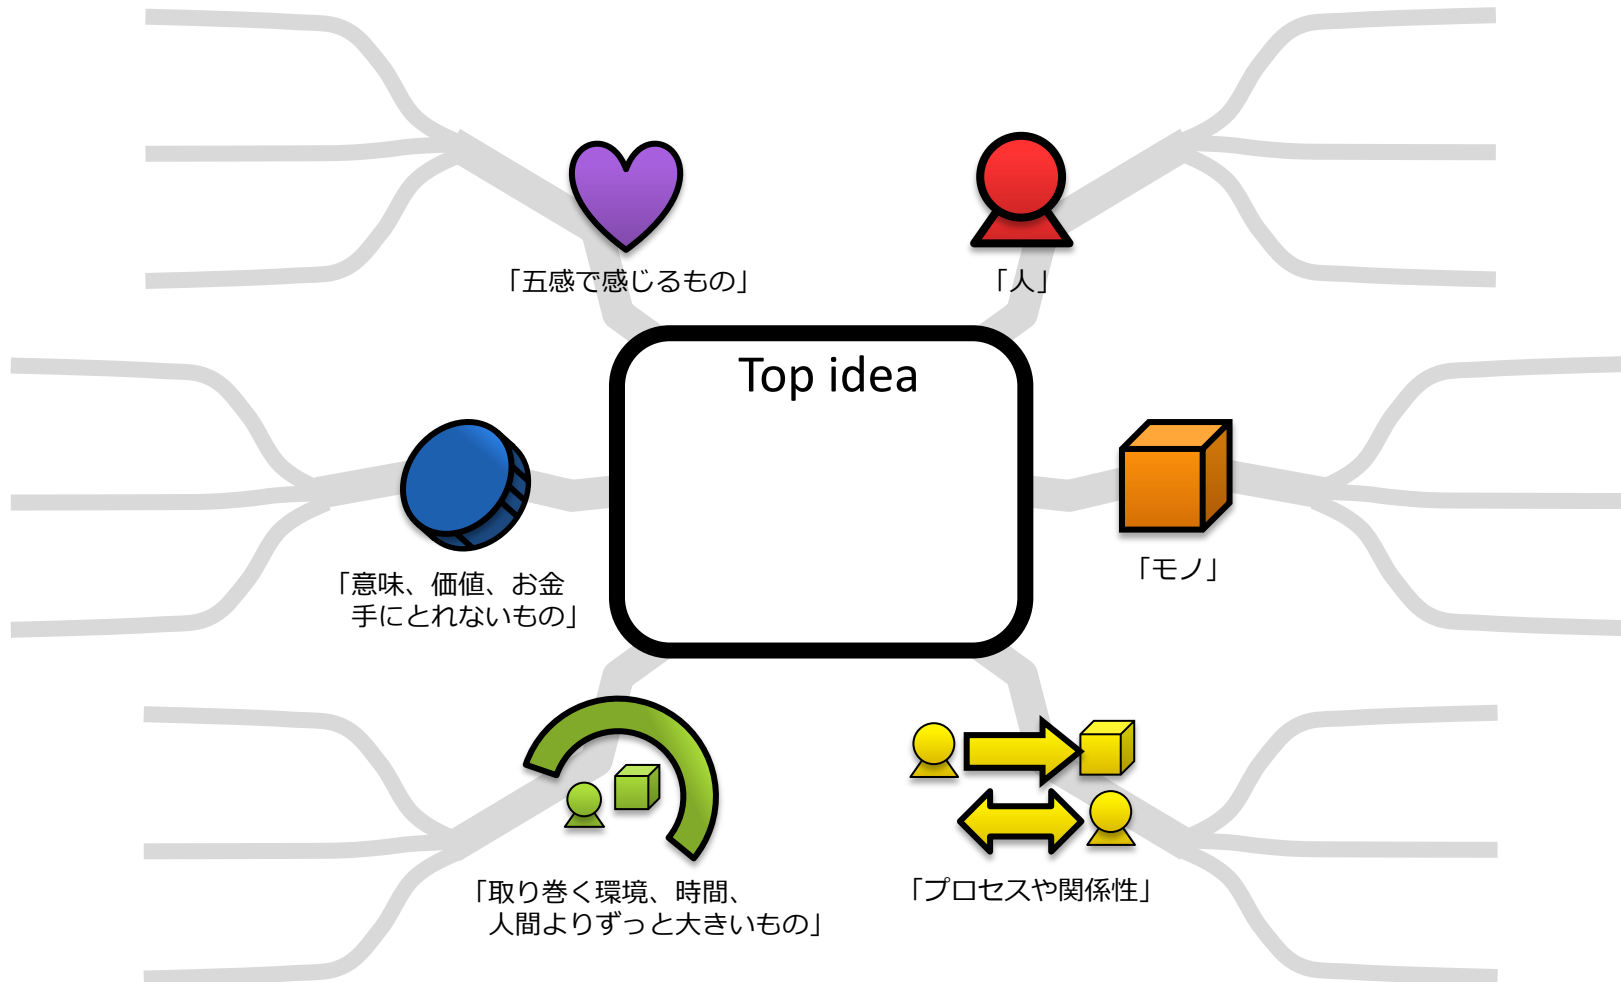 「五感で感じるもの」
「人」
Top idea
「意味、価値、お金
手にとれないもの」
「モノ」
「取り巻く環境、時間、
人間よりずっと大きいもの」
「プロセスや関係性」